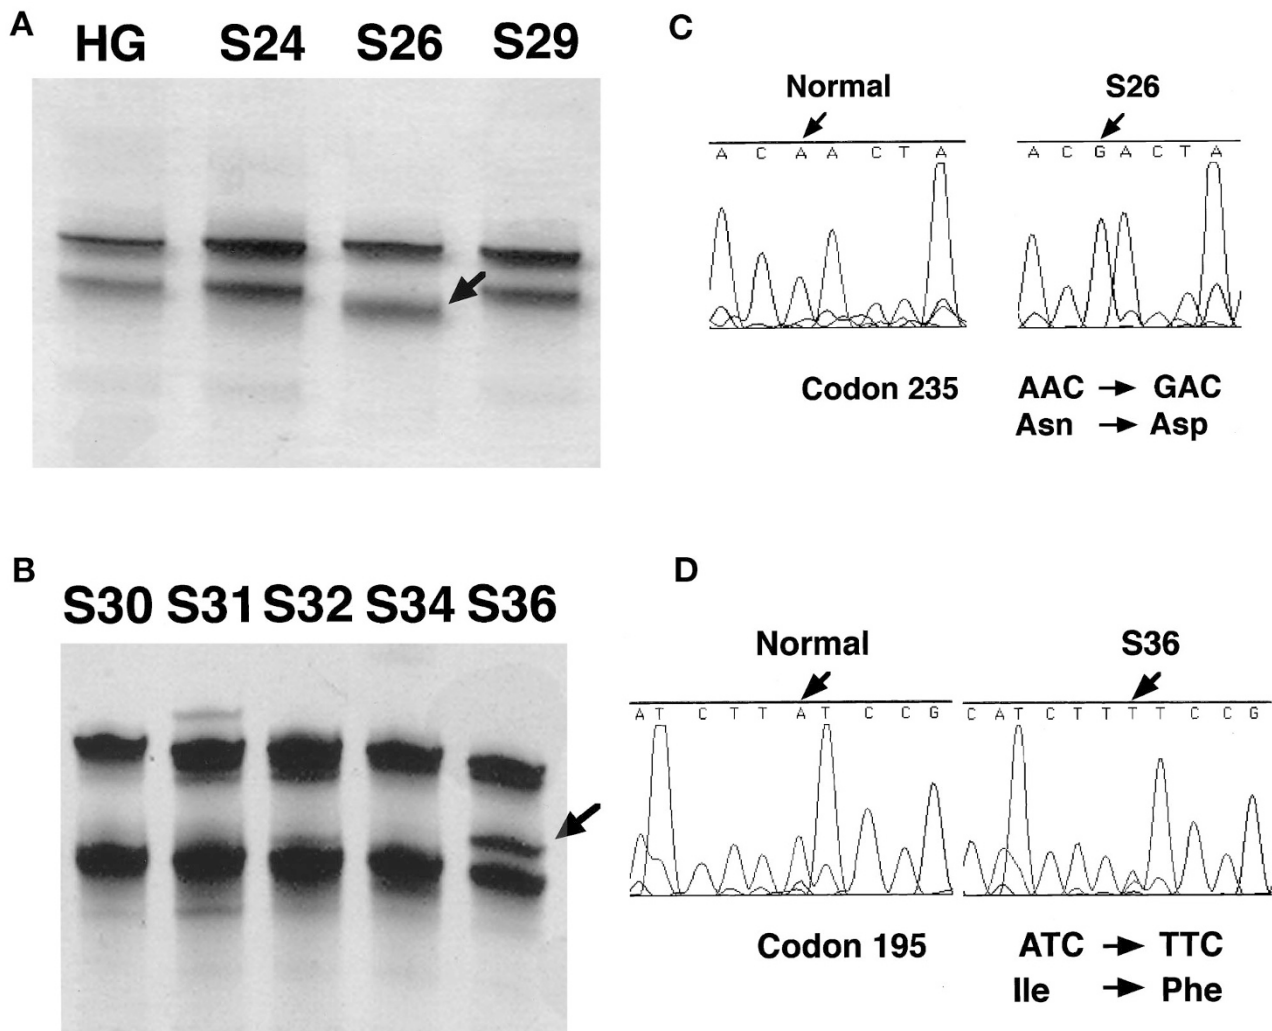 A
HG S24 S26 S29
B
S30 S31 S32 S34 S36
C
Normal S26
A C A A C T A A C G A C T A
Codon 235 AAC → GAC
Asn → Asp
D
Normal S36
A T C T T A T C C G C A T C T T T T C C G
Codon 195 ATC → TTC
Ile → Phe